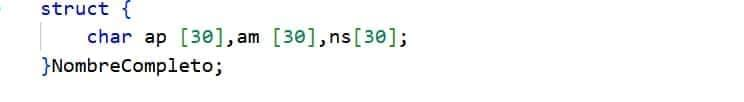 struct {
char ap [30],am [30],ns[30];
}NombreCompleto;